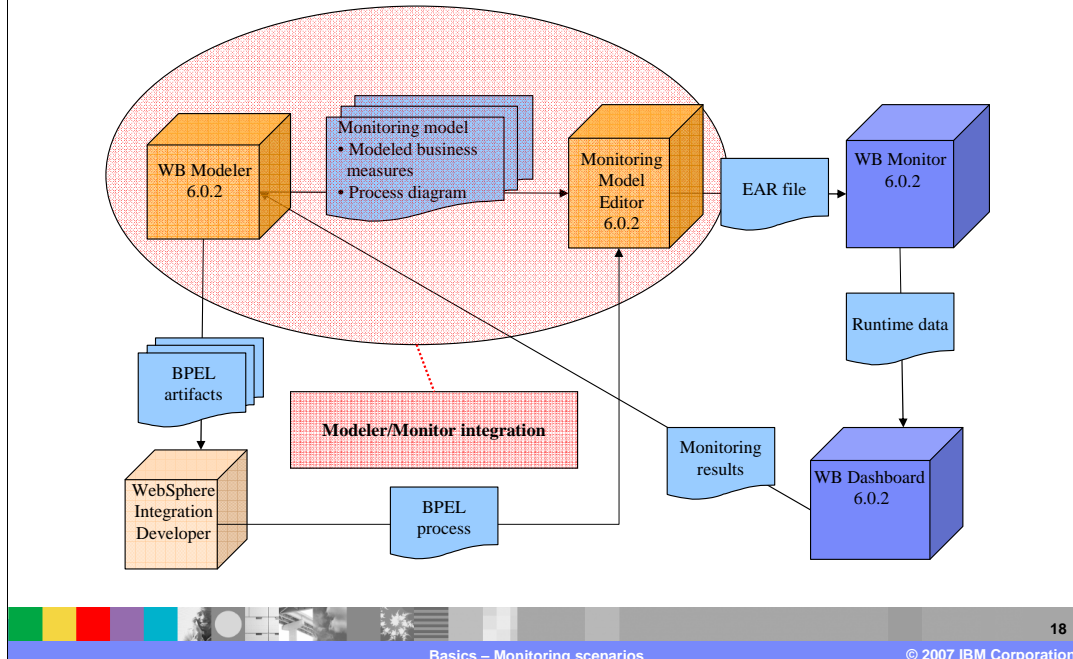 WB Modeler
6.0.2
Monitoring model
• Modeled business
measures
• Process diagram
Monitoring
Model
Editor
6.0.2
EAR file
WB Monitor
6.0.2
Runtime data
BPEL
artifacts
Modeler/Monitor integration
Monitoring
results
WB Dashboard
6.0.2
WebSphere
Integration
Developer
BPEL
process
18
Basics – Monitoring scenarios
© 2007 IBM Corporation